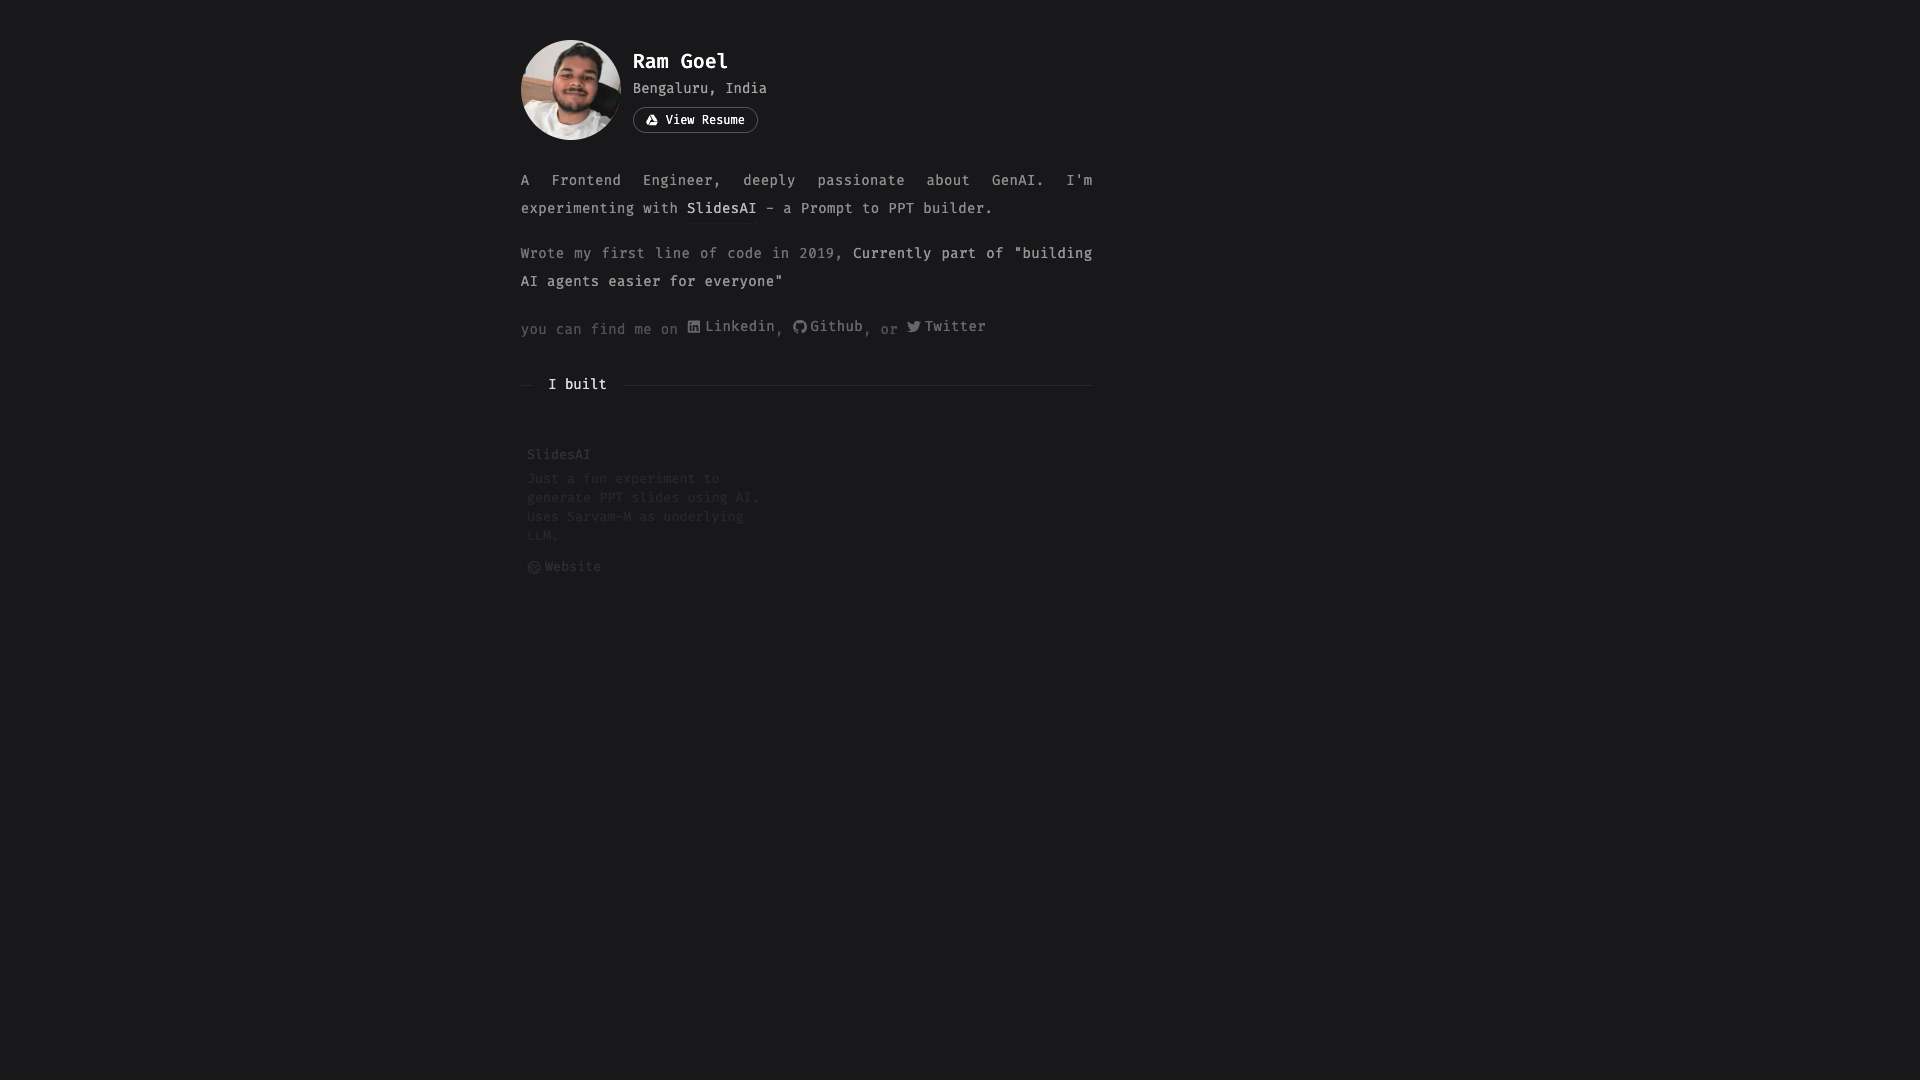 Ram Goel
Bengaluru, India
View Resume
A Frontend Engineer, deeply passionate about GenAI. I'm
experimenting with SlidesAI - a Prompt to PPT builder.
Wrote my first line of code in 2019, Currently part of "building
AI agents easier for everyone"
you can find me on Linkedin, Github, or Twitter
I built
SlidesAI
Just a fun experiment to
generate PPT slides using AI.
Uses Sarvam-M as underlying
LLM.
Website